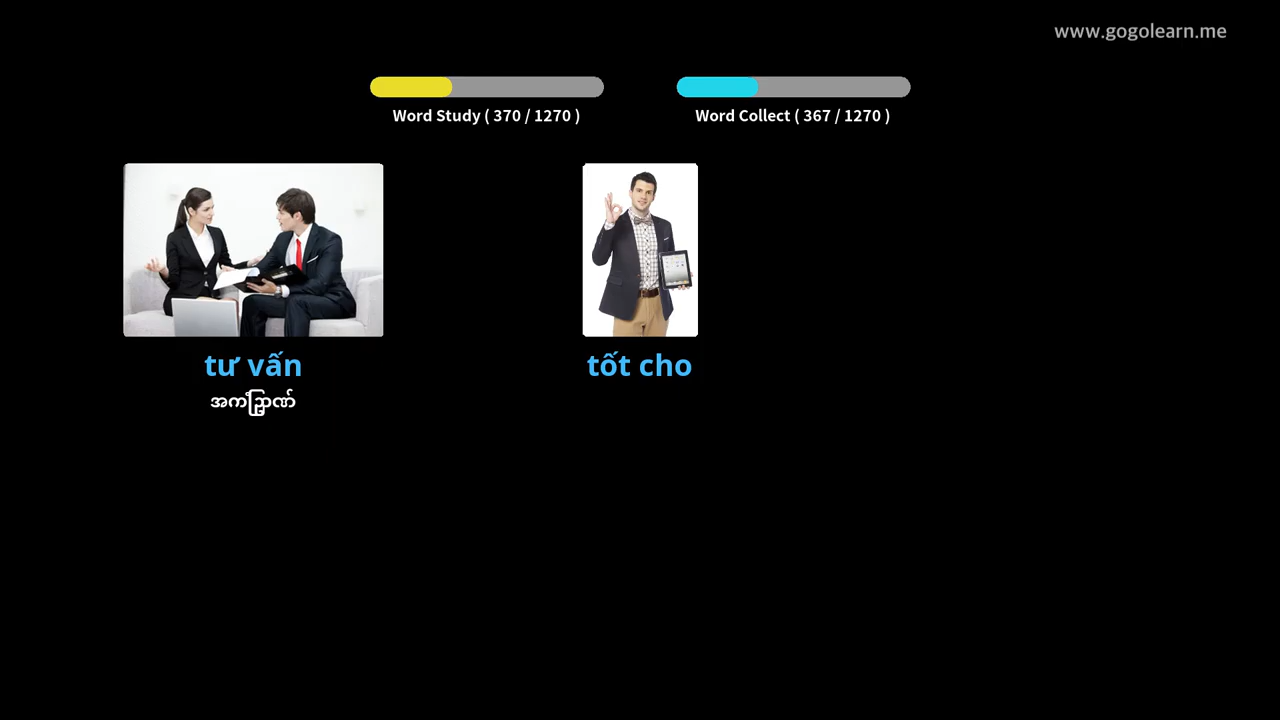 www.gogolearn.me
Word Study ( 370 / 1270 )
Word Collect ( 367 / 1270 )
tư vấn
tốt cho
အကံဉာဏ်